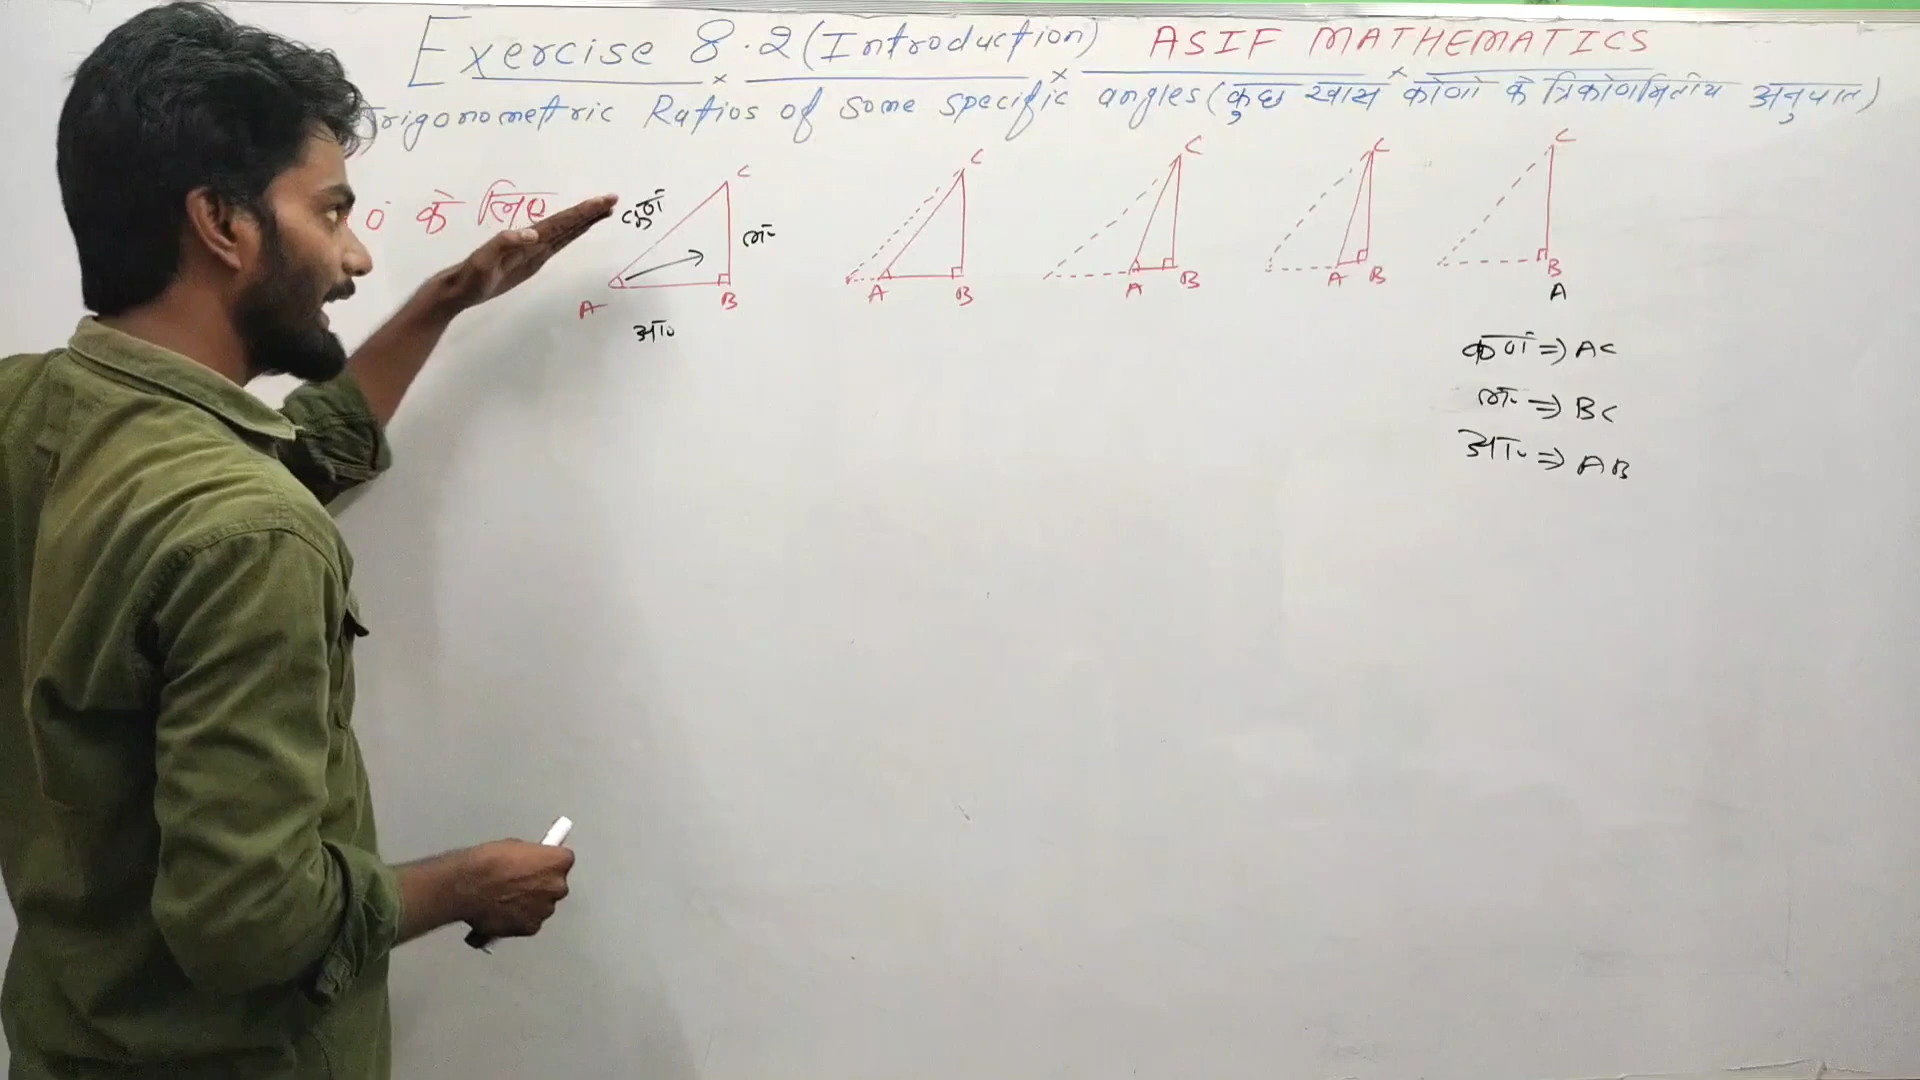 Exercise 8.2 (Introduction) ASIF MATHEMATICS
Trigonometric Ratios of some specific angles (कुछ खास कोणों के त्रिकोणमितीय अनुपात)
0° के लिए
कर्ण
C
लं॰
A
B
आ॰
C
A
B
C
A
B
C
A
B
C
B
A
कर्ण ⇒ AC
लं॰ ⇒ BC
आ॰ ⇒ AB